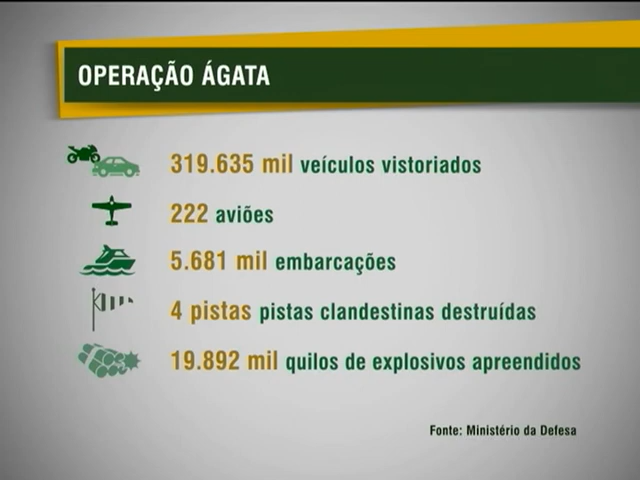 OPERAÇÃO ÁGATA
319.635 mil veículos vistoriados
222 aviões
5.681 mil embarcações
4 pistas pistas clandestinas destruídas
19.892 mil quilos de explosivos apreendidos
Fonte: Ministério da Defesa